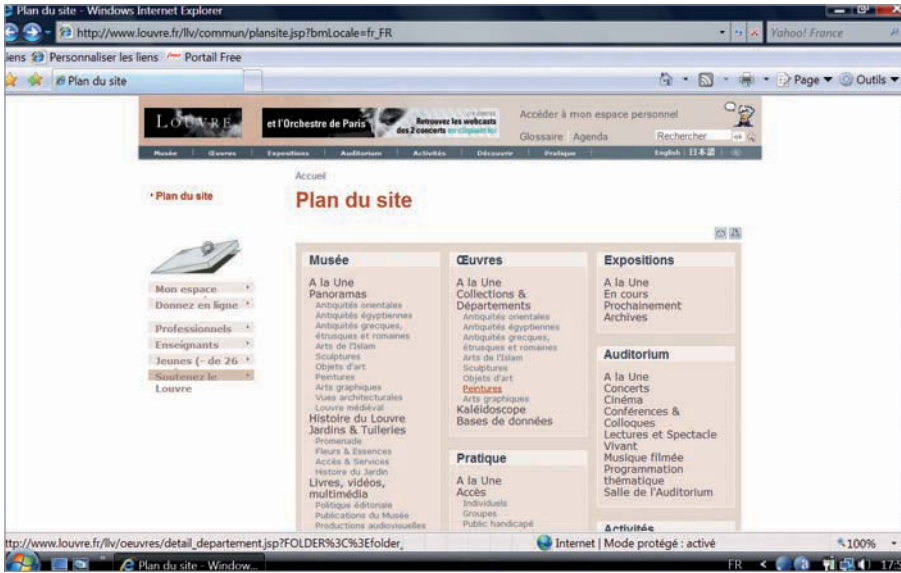 Plan du site - Windows Internet Explorer
http://www.louvre.fr/llv/commun/plansite.jsp?bmLocale=fr_FR
Yahoo! France
iens Personnaliser les liens Portail Free
Plan du site
Page Outils
LOUVRE
et l'Orchestre de Paris
Retrouvez les webcasts
des 2 concerts en cliquant ici
Accéder à mon espace personnel
Glossaire Agenda
Rechercher
ok
Musée Œuvres Expositions Auditorium Activités Découvrir Pratique
English 日本語
Accueil
Plan du site
Plan du site
Mon espace
Donnez en ligne
Professionnels
Enseignants
Jeunes (- de 26
Soutenez le
Louvre
Musée
A la Une
Panoramas
Antiquités orientales
Antiquités égyptiennes
Antiquités grecques,
étrusques et romaines
Arts de l'Islam
Sculptures
Objets d'art
Peintures
Arts graphiques
Vues architecturales
Louvre médiéval
Histoire du Louvre
Jardins & Tuileries
Promenade
Fleurs & Essences
Accès & Services
Histoire du Jardin
Livres, vidéos,
multimédia
Politique éditoriale
Publications du Musée
Productions audiovisuelles
Œuvres
A la Une
Collections &
Départements
Antiquités orientales
Antiquités égyptiennes
Antiquités grecques,
étrusques et romaines
Arts de l'Islam
Sculptures
Objets d'art
Peintures
Arts graphiques
Kaléidoscope
Bases de données
Pratique
A la Une
Accès
Individuels
Groupes
Public handicapé
Expositions
A la Une
En cours
Prochainement
Archives
Auditorium
A la Une
Concerts
Cinéma
Conférences &
Colloques
Lectures et Spectacle
Vivant
Musique filmée
Programmation
thématique
Salle de l'Auditorium
Activités
ttp://www.louvre.fr/llv/oeuvres/detail_departement.jsp?FOLDER%3C%3Efolder_
Internet | Mode protégé : activé
100%
Plan du site - Window...
FR
17:5